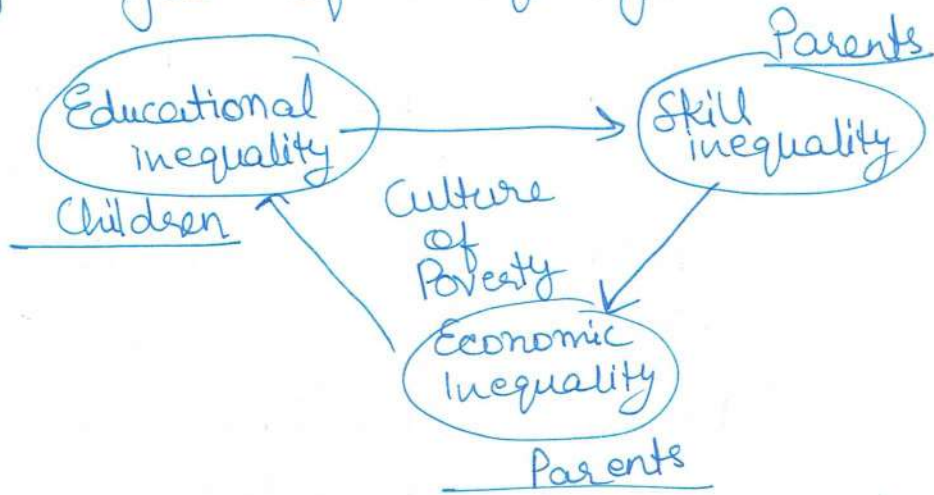 Parents
Educational
inequality
Skill
inequality
Children
Culture
of
Poverty
Economic
Inequality
Parents